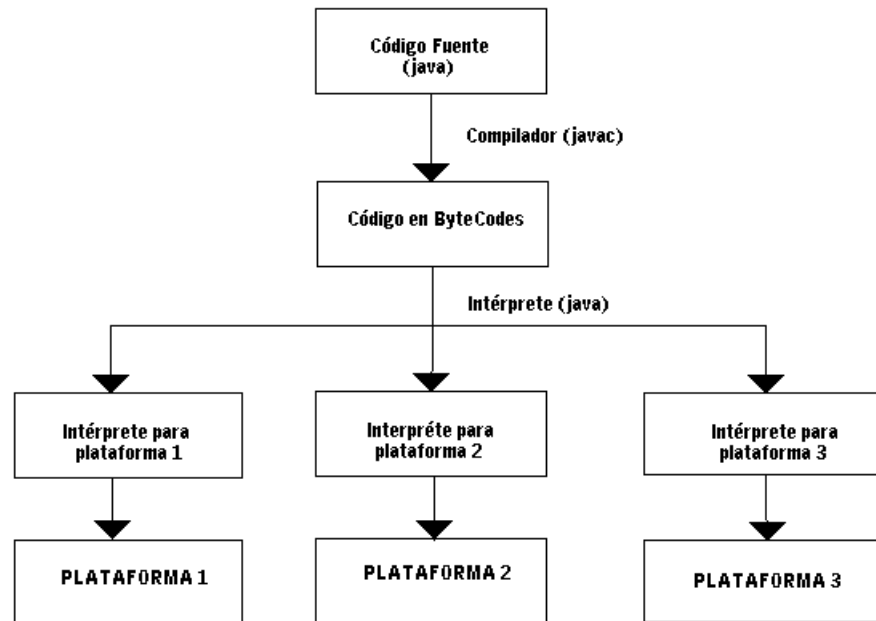 Código Fuente
(java)
Compilador (javac)
Código en ByteCodes
Intérprete (java)
Intérprete para
plataforma 1
Interpréte para
plataforma 2
Intérprete para
plataforma 3
PLATAFORMA 1
PLATAFORMA 2
PLATAFORMA 3